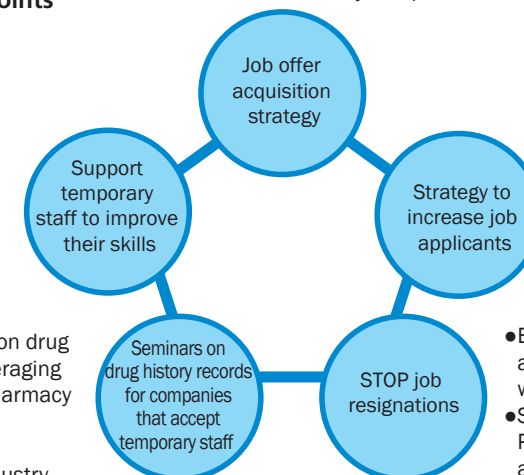 Job offer
acquisition
strategy
Support
temporary
staff to improve
their skills
Strategy to
increase job
applicants
on drug
armacy
Seminars on
drug history records
for companies
that accept
temporary staff
STOP job
resignations